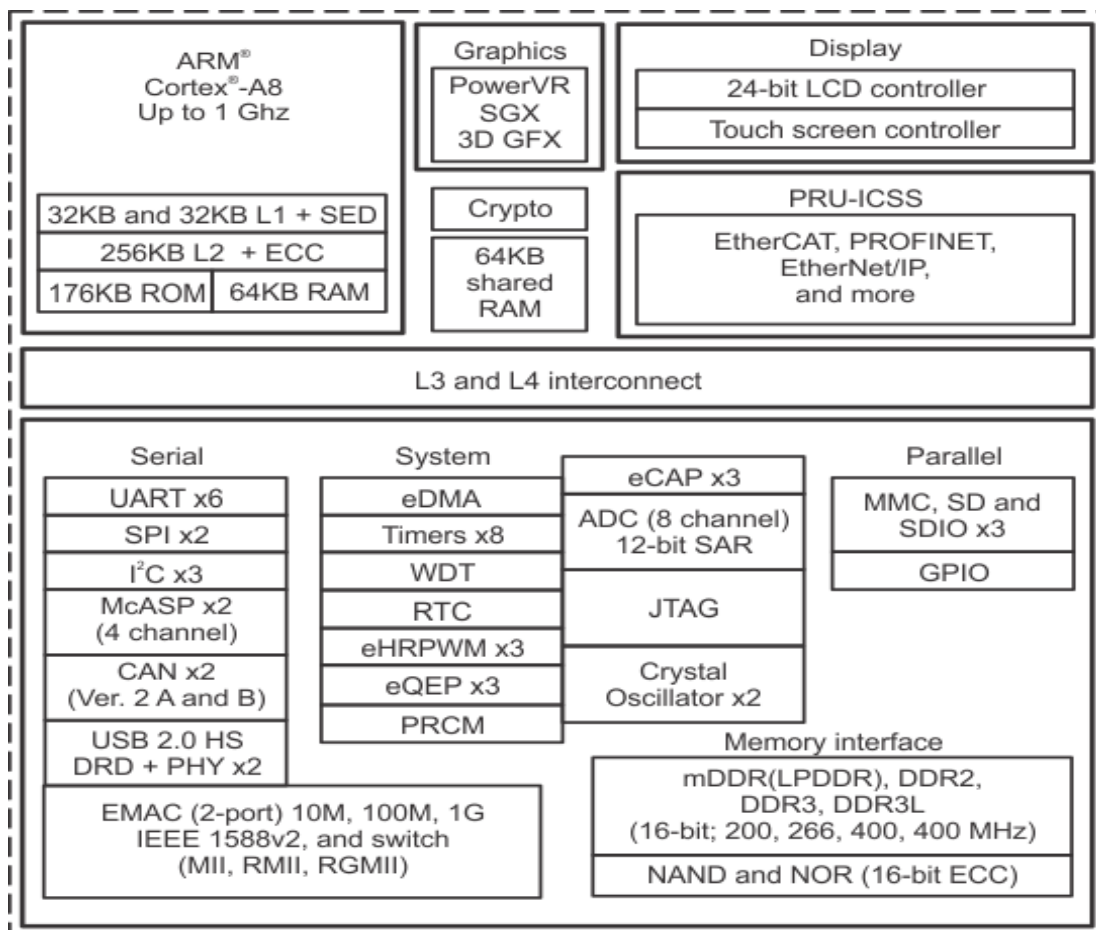 ARM®
Cortex®-A8
Up to 1 Ghz
32KB and 32KB L1 + SED
256KB L2 + ECC
176KB ROM
64KB RAM
Graphics
PowerVR
SGX
3D GFX
Crypto
64KB
shared
RAM
Display
24-bit LCD controller
Touch screen controller
PRU-ICSS
EtherCAT, PROFINET,
EtherNet/IP,
and more
L3 and L4 interconnect
Serial
UART x6
SPI x2
I²C x3
McASP x2
(4 channel)
CAN x2
(Ver. 2 A and B)
USB 2.0 HS
DRD + PHY x2
EMAC (2-port) 10M, 100M, 1G
IEEE 1588v2, and switch
(MII, RMII, RGMII)
System
eDMA
Timers x8
WDT
RTC
eHRPWM x3
eQEP x3
PRCM
eCAP x3
ADC (8 channel)
12-bit SAR
JTAG
Crystal
Oscillator x2
Parallel
MMC, SD and
SDIO x3
GPIO
Memory interface
mDDR(LPDDR), DDR2,
DDR3, DDR3L
(16-bit; 200, 266, 400, 400 MHz)
NAND and NOR (16-bit ECC)